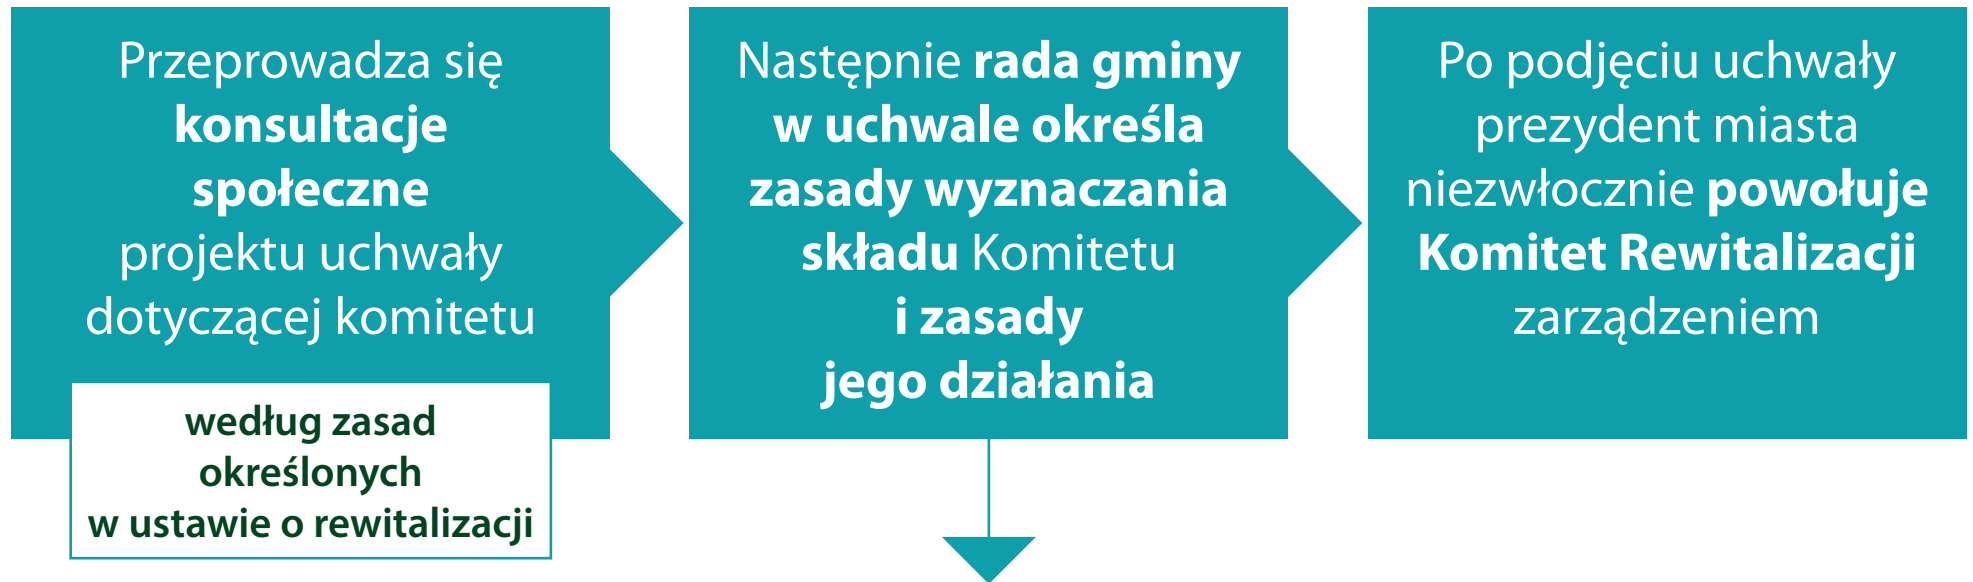 Przeprowadza się
konsultacje
społeczne
projektu uchwały
dotyczącej komitetu
według zasad
określonych
w ustawie o rewitalizacji
Następnie rada gminy
w uchwale określa
zasady wyznaczania
składu Komitetu
i zasady
jego działania
Po podjęciu uchwały
prezydent miasta
niezwłocznie powołuje
Komitet Rewitalizacji
zarządzeniem